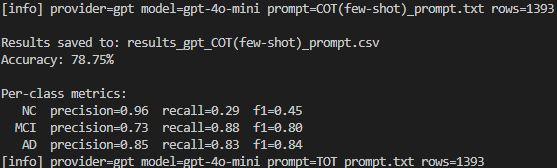 [info] provider=gpt model=gpt-4o-mini prompt=COT(few-shot)_prompt.txt rows=1393
Results saved to: results_gpt_COT(few-shot)_prompt.csv
Accuracy: 78.75%
Per-class metrics:
NC precision=0.96 recall=0.29 f1=0.45
MCI precision=0.73 recall=0.88 f1=0.80
AD precision=0.85 recall=0.83 f1=0.84
[info] provider=gpt model=gpt-4o-mini prompt=TOT prompt.txt rows=1393